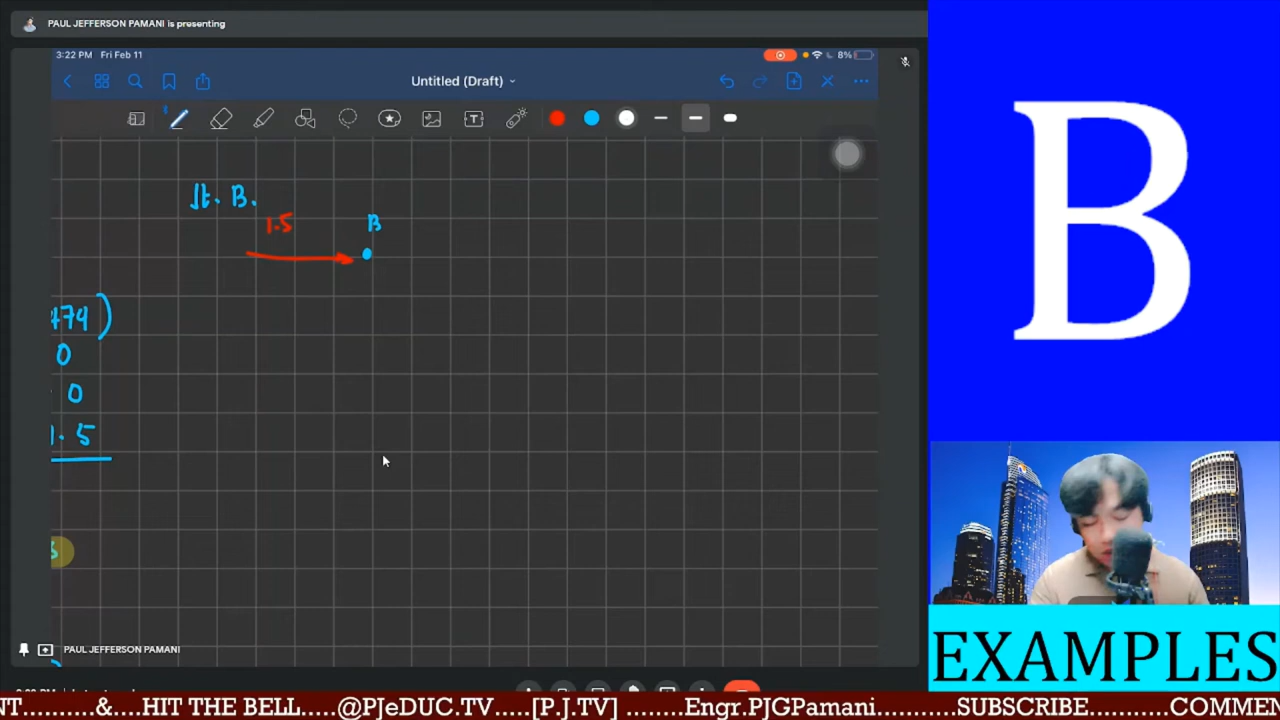 PAUL JEFFERSON PAMANI is presenting
3:22 PM Fri Feb 11
8%
Untitled (Draft)
Jt. B.
1.5
B
474)
0
0
1.5
PAUL JEFFERSON PAMANI
B
EXAMPLES
NT..........&....HIT THE BELL.....@PJeDUC.TV.....[P.J.TV] .......Engr.PJGPamani...........SUBSCRIBE............COMMEN